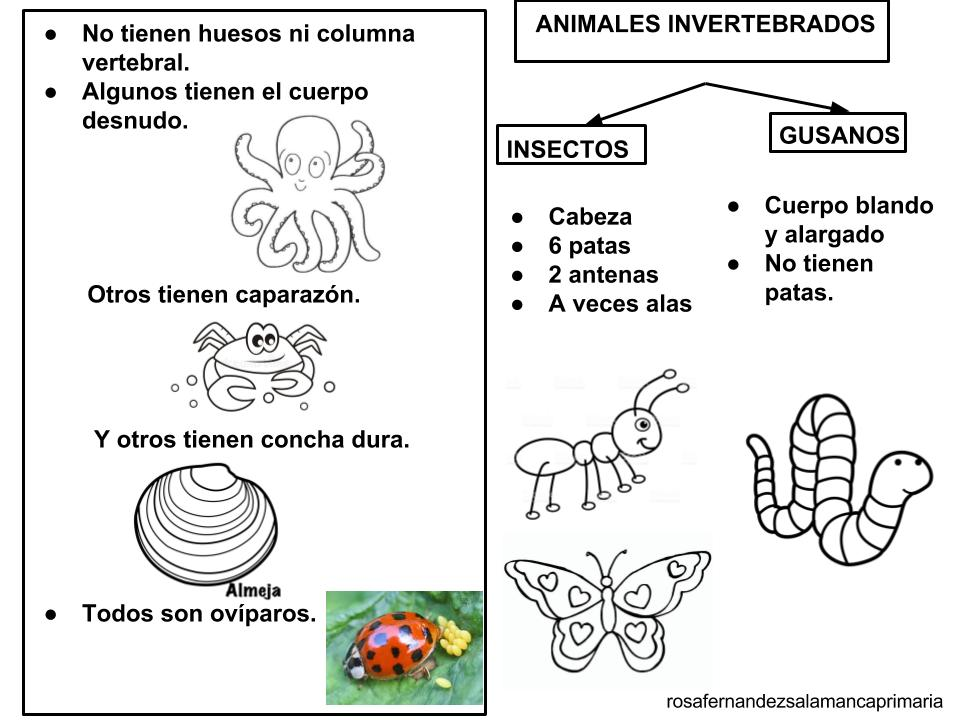 ● No tienen huesos ni columna
vertebral.
● Algunos tienen el cuerpo
desnudo.
Otros tienen caparazón.
Y otros tienen concha dura.
Almeja
● Todos son ovíparos.
ANIMALES INVERTEBRADOS
INSECTOS
● Cabeza
● 6 patas
● 2 antenas
● A veces alas
GUSANOS
● Cuerpo blando
y alargado
● No tienen
patas.
rosafernandezsalamancaprimaria